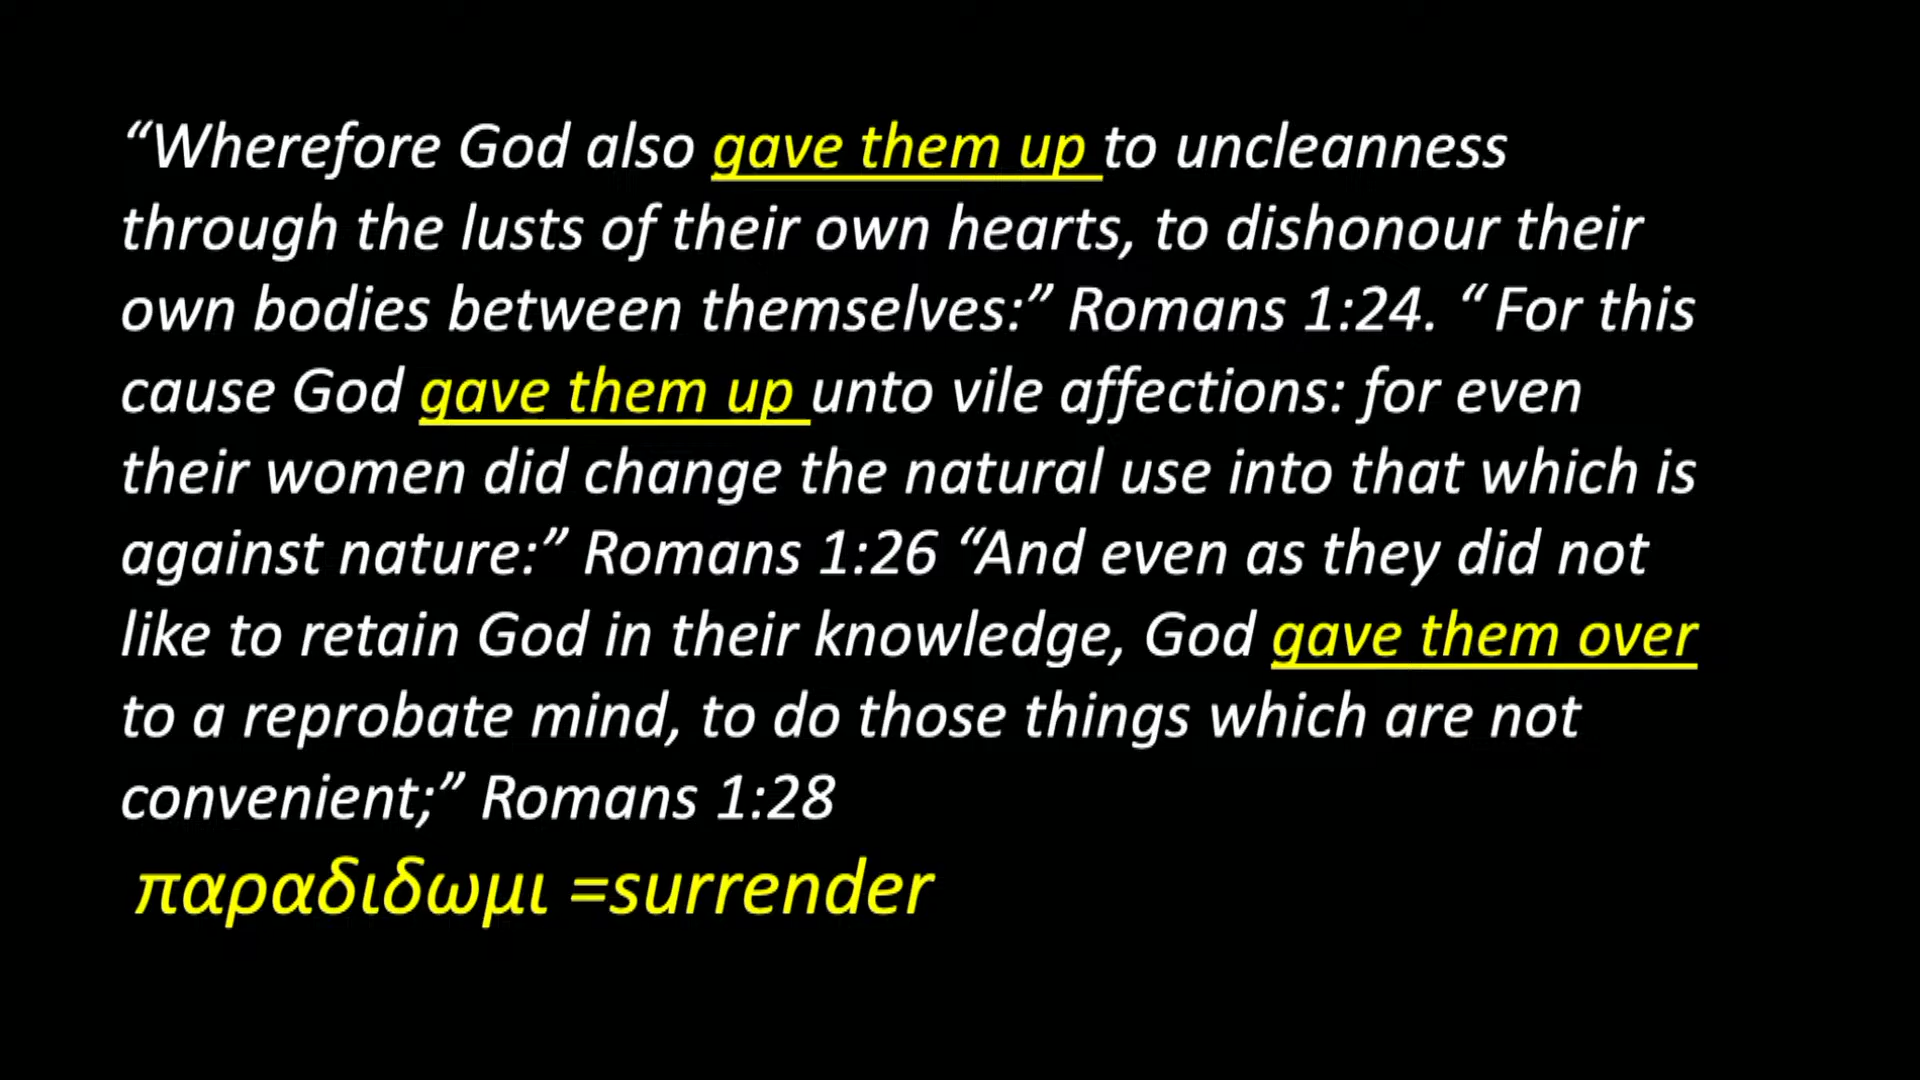 “Wherefore God also gave them up to uncleanness
through the lusts of their own hearts, to dishonour their
own bodies between themselves:” Romans 1:24. “ For this
cause God gave them up unto vile affections: for even
their women did change the natural use into that which is
against nature:” Romans 1:26 “And even as they did not
like to retain God in their knowledge, God gave them over
to a reprobate mind, to do those things which are not
convenient;” Romans 1:28
παραδιδωμι =surrender